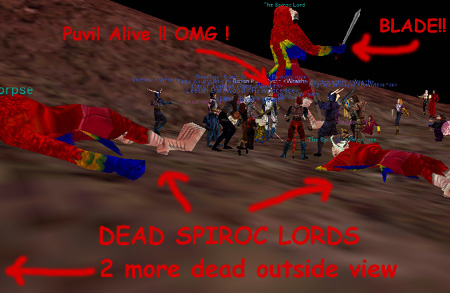 The Spiroc Lord
Puvil Alive !! OMG !
BLADE!!
orpse
DEAD SPIROC LORDS
2 more dead outside view